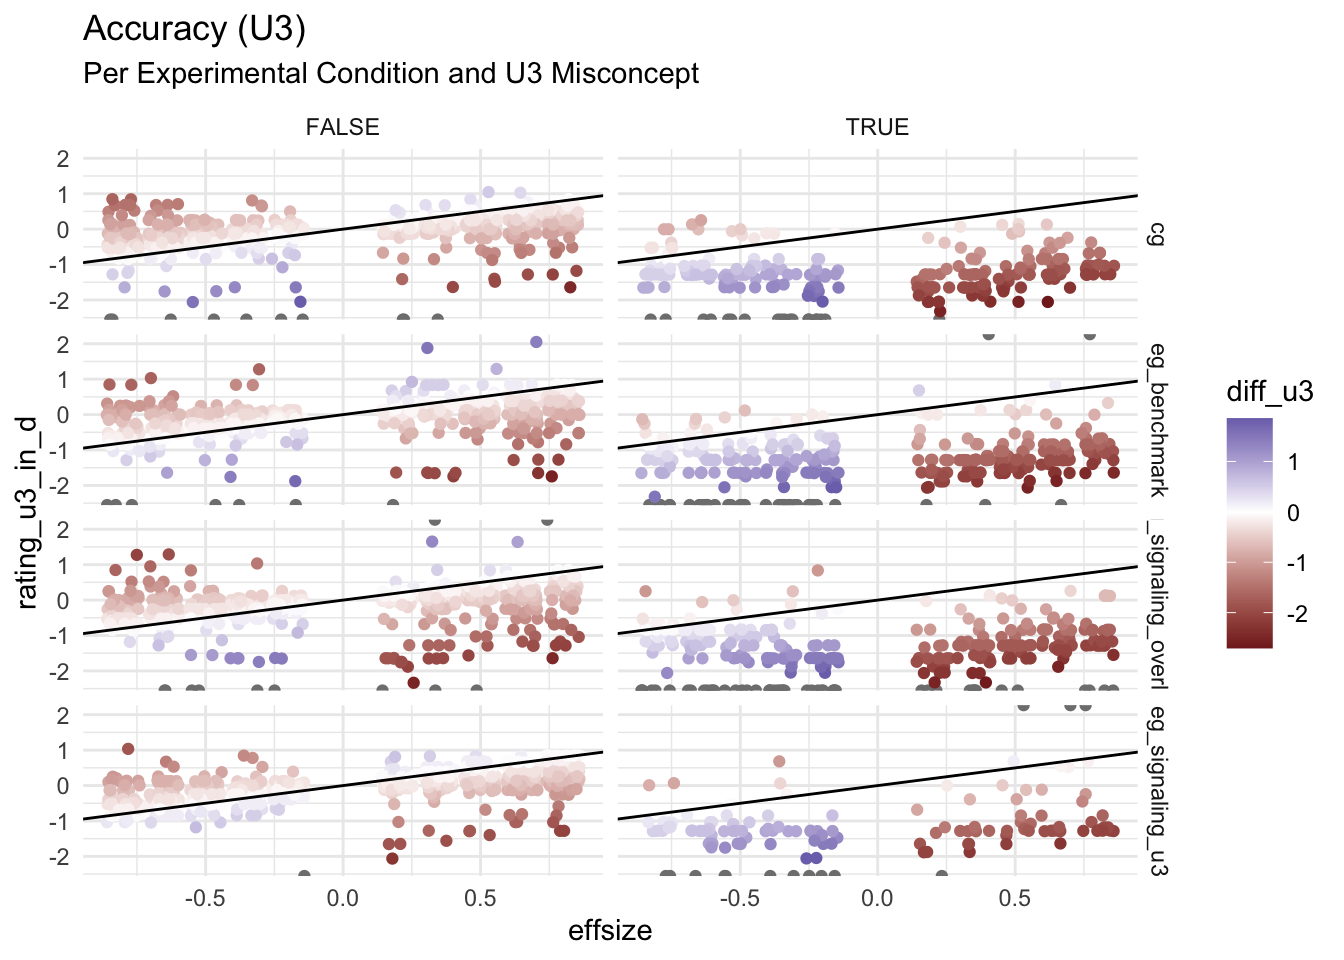 Accuracy (U3)
Per Experimental Condition and U3 Misconcept
FALSE TRUE
2
1
0
-1
-2
cg
2
1
0
-1
-2
eg_benchmark
2
1
0
-1
-2
_signaling_overl
2
1
0
-1
-2
eg_signaling_u3
-0.5 0.0 0.5 -0.5 0.0 0.5
effsize
rating_u3_in_d
diff_u3
1
0
-1
-2